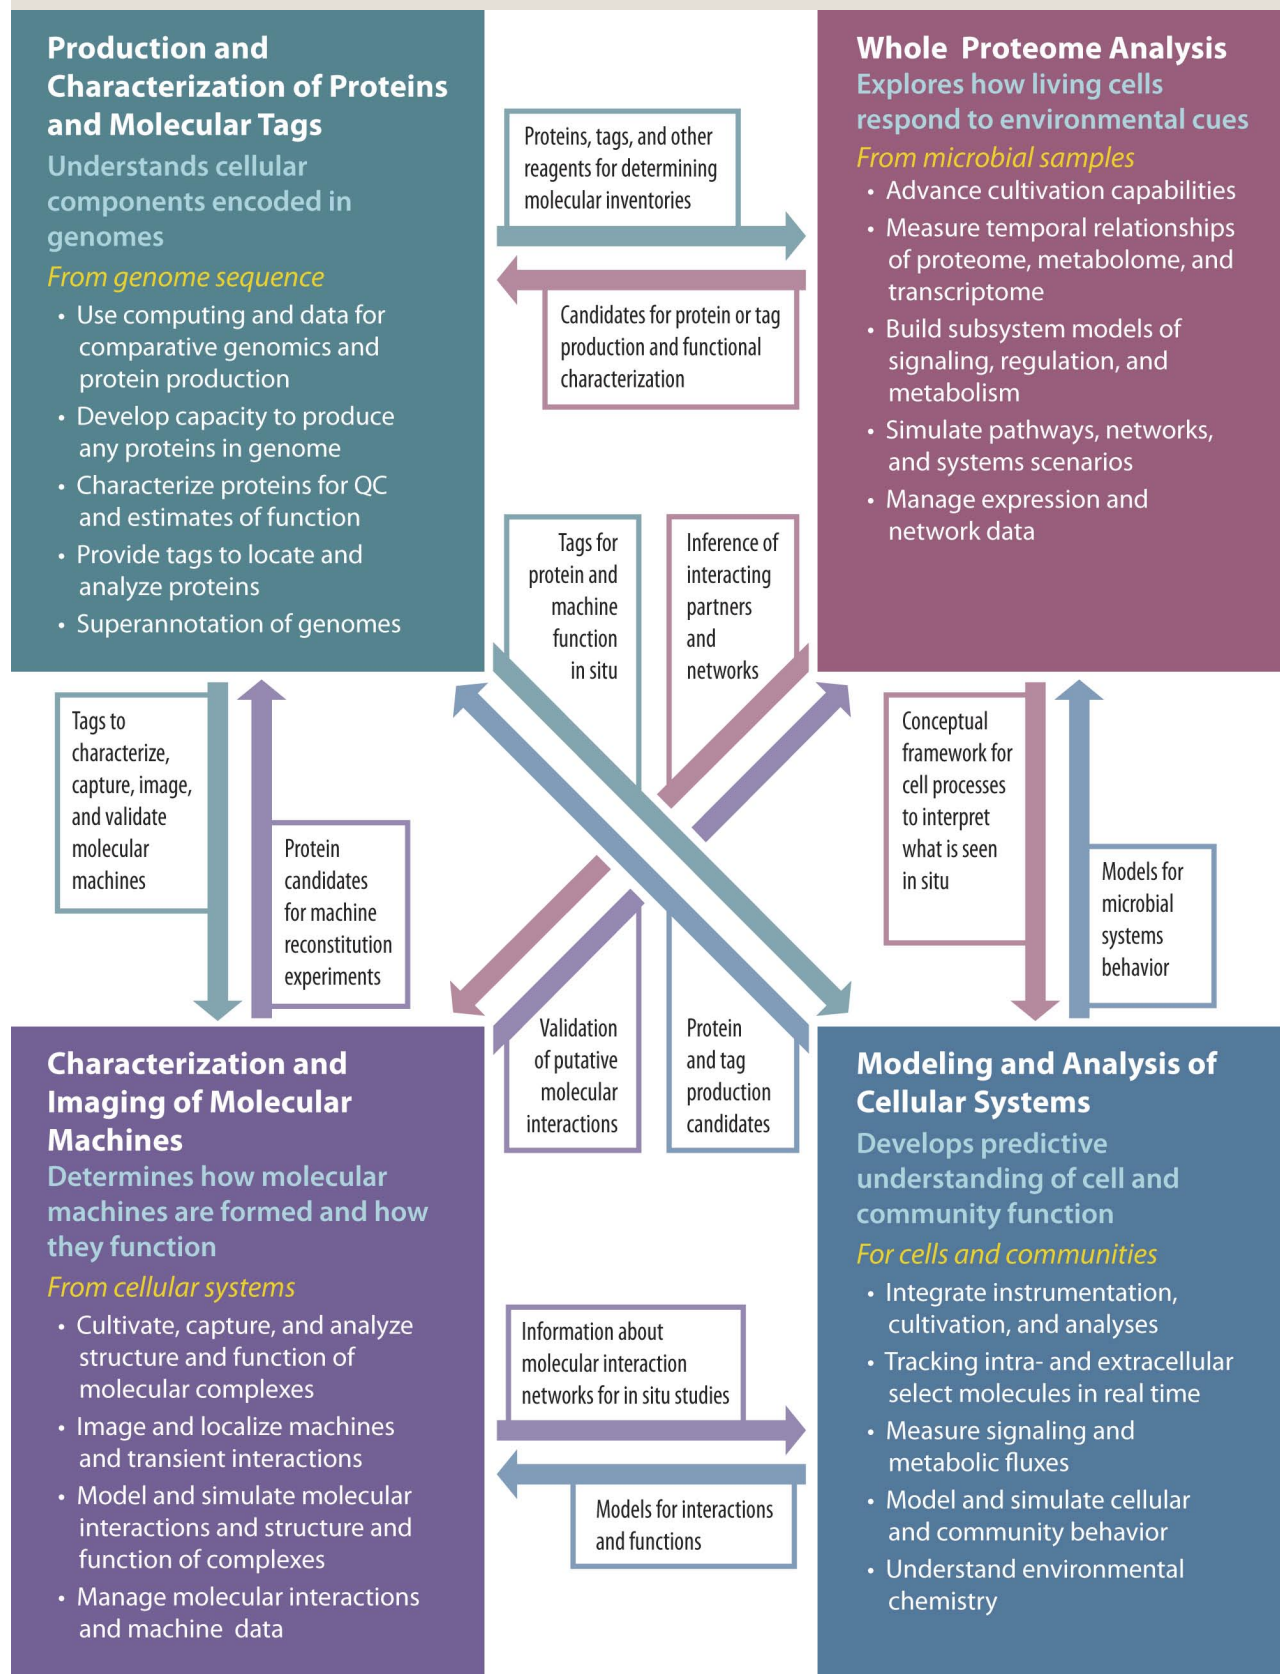 Production and
Characterization of Proteins
and Molecular Tags
Understands cellular
components encoded in
genomes
From genome sequence
• Use computing and data for
comparative genomics and
protein production
• Develop capacity to produce
any proteins in genome
• Characterize proteins for QC
and estimates of function
• Provide tags to locate and
analyze proteins
• Superannotation of genomes
Proteins, tags, and other
reagents for determining
molecular inventories
Candidates for protein or tag
production and functional
characterization
Whole Proteome Analysis
Explores how living cells
respond to environmental cues
From microbial samples
• Advance cultivation capabilities
• Measure temporal relationships
of proteome, metabolome, and
transcriptome
• Build subsystem models of
signaling, regulation, and
metabolism
• Simulate pathways, networks,
and systems scenarios
• Manage expression and
network data
Tags for
protein and
machine
function
in situ
Inference of
interacting
partners
and
networks
Tags to
characterize,
capture, image,
and validate
molecular
machines
Protein
candidates
for machine
reconstitution
experiments
Conceptual
framework for
cell processes
to interpret
what is seen
in situ
Models for
microbial
systems
behavior
Validation
of putative
molecular
interactions
Protein
and tag
production
candidates
Characterization and
Imaging of Molecular
Machines
Determines how molecular
machines are formed and how
they function
From cellular systems
• Cultivate, capture, and analyze
structure and function of
molecular complexes
• Image and localize machines
and transient interactions
• Model and simulate molecular
interactions and structure and
function of complexes
• Manage molecular interactions
and machine data
Information about
molecular interaction
networks for in situ studies
Models for interactions
and functions
Modeling and Analysis of
Cellular Systems
Develops predictive
understanding of cell and
community function
For cells and communities
• Integrate instrumentation,
cultivation, and analyses
• Tracking intra- and extracellular
select molecules in real time
• Measure signaling and
metabolic fluxes
• Model and simulate cellular
and community behavior
• Understand environmental
chemistry